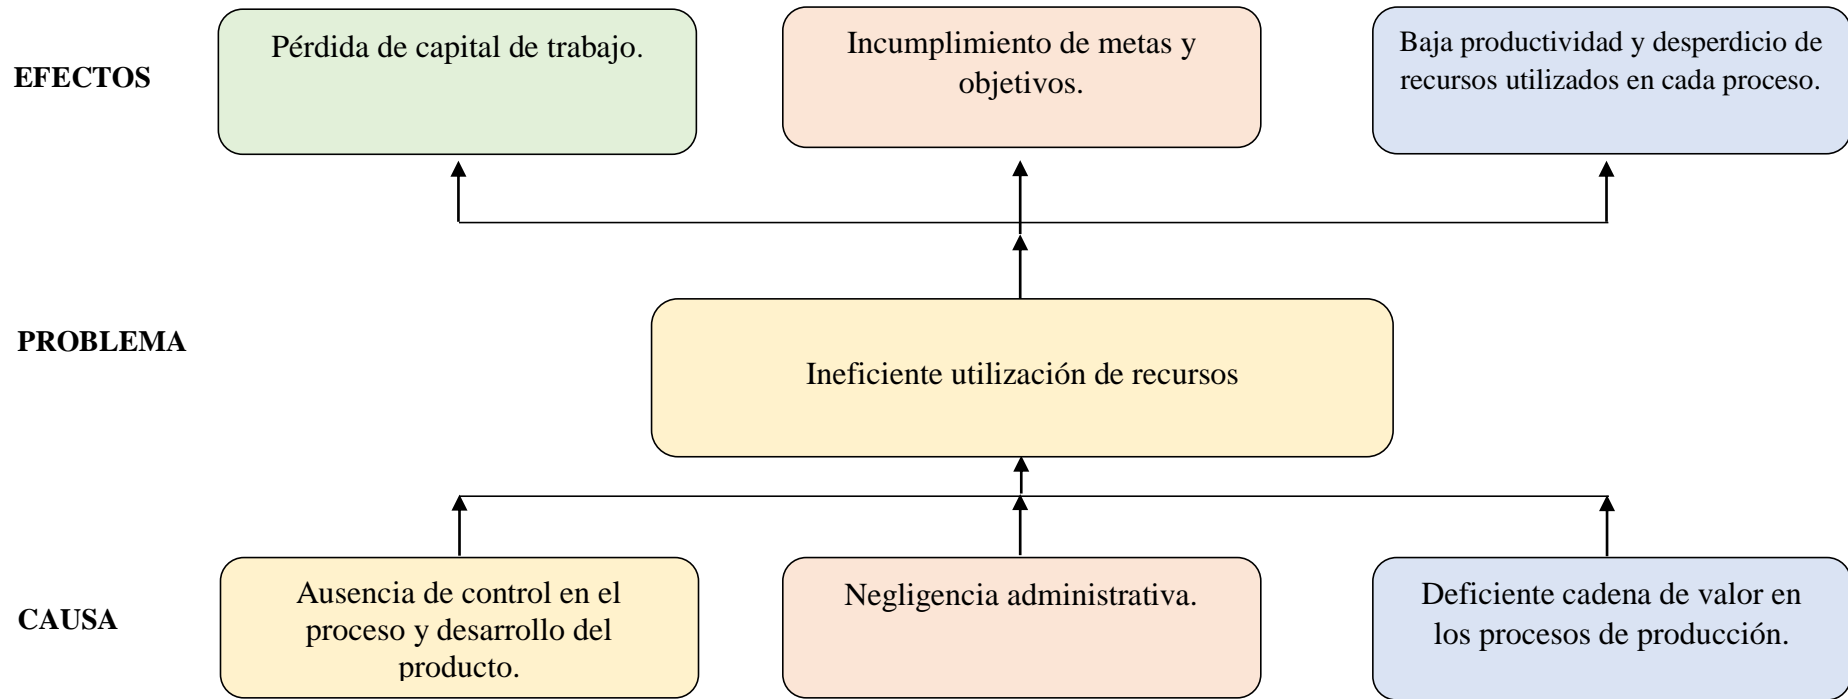 EFECTOS
Pérdida de capital de trabajo.
Incumplimiento de metas y
objetivos.
Baja productividad y desperdicio de
recursos utilizados en cada proceso.
PROBLEMA
Ineficiente utilización de recursos
CAUSA
Ausencia de control en el
proceso y desarrollo del
producto.
Negligencia administrativa.
Deficiente cadena de valor en
los procesos de producción.